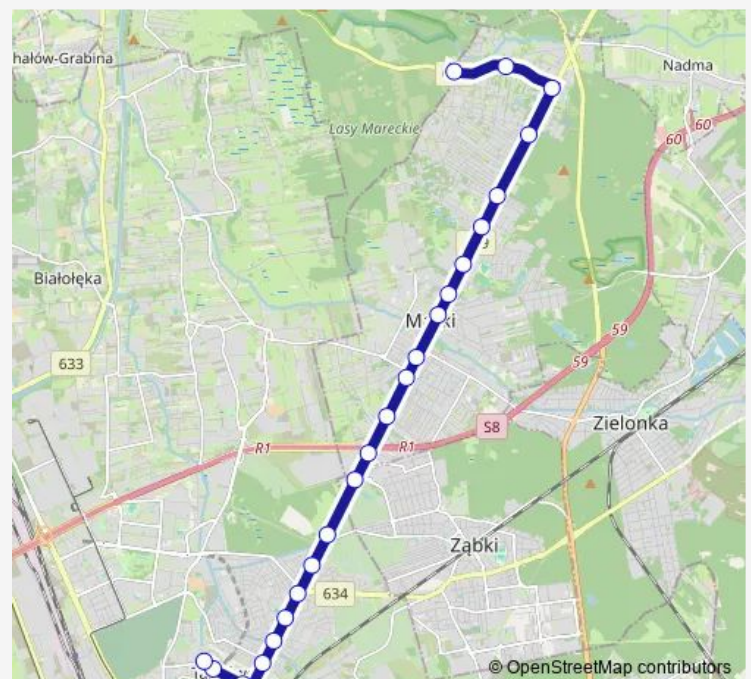 hałów-Grabina
Nadma
Lasy Mareckie
60
60
Białołęka
633
59
59
S8
Zielonka
R1
R1
Ząbki
634
© OpenStreetMap contributors